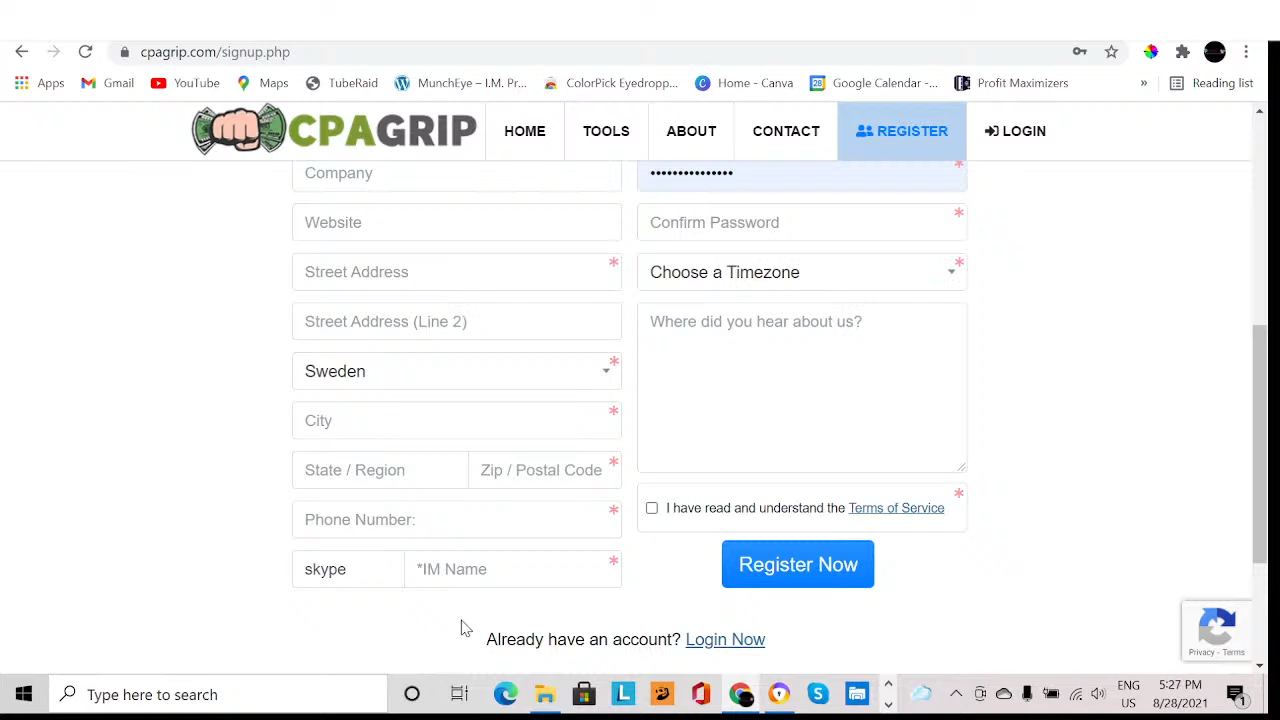 cpagrip.com/signup.php
Apps Gmail YouTube Maps TubeRaid MunchEye – I.M. Pr... ColorPick Eyedropp... Home - Canva Google Calendar -... Profit Maximizers » Reading list
CPAGRIP HOME TOOLS ABOUT CONTACT REGISTER LOGIN
Company
•••••••••••••••
*
Website
Confirm Password *
Street Address *
Choose a Timezone *
Street Address (Line 2)
Where did you hear about us?
Sweden *
City *
State / Region Zip / Postal Code *
I have read and understand the Terms of Service *
Phone Number: *
Register Now
skype *IM Name *
Already have an account? Login Now
Privacy - Terms
Type here to search
ENG
US
5:27 PM
8/28/2021
1